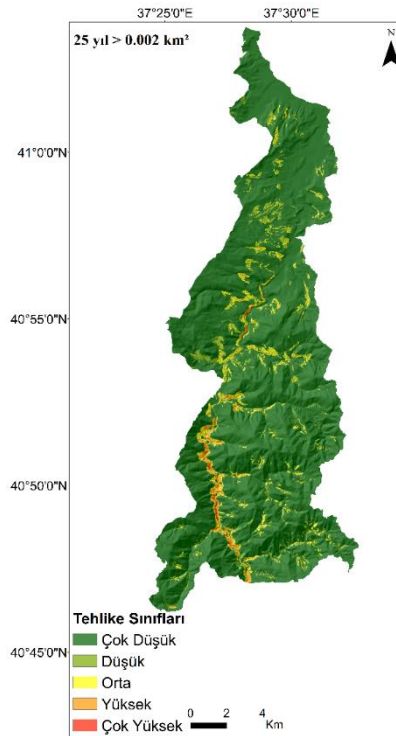 37°25'0"E 37°30'0"E
25 yıl > 0.002 km²
N
41°0'0"N
40°55'0"N
40°50'0"N
40°45'0"N
Tehlike Sınıfları
Çok Düşük
Düşük
Orta
Yüksek
Çok Yüksek
0 2 4
Km